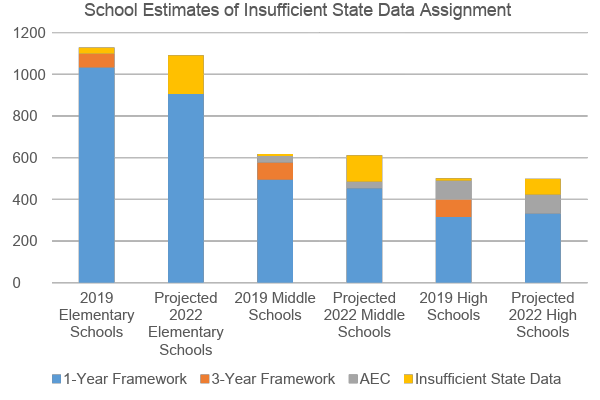 School Estimates of Insufficient State Data Assignment
1200
1000
800
600
400
200
0
2019
Elementary
Schools
Projected
2022
Elementary
Schools
2019 Middle
Schools
Projected
2022 Middle
Schools
2019 High
Schools
Projected
2022 High
Schools
1-Year Framework
3-Year Framework
AEC
Insufficient State Data